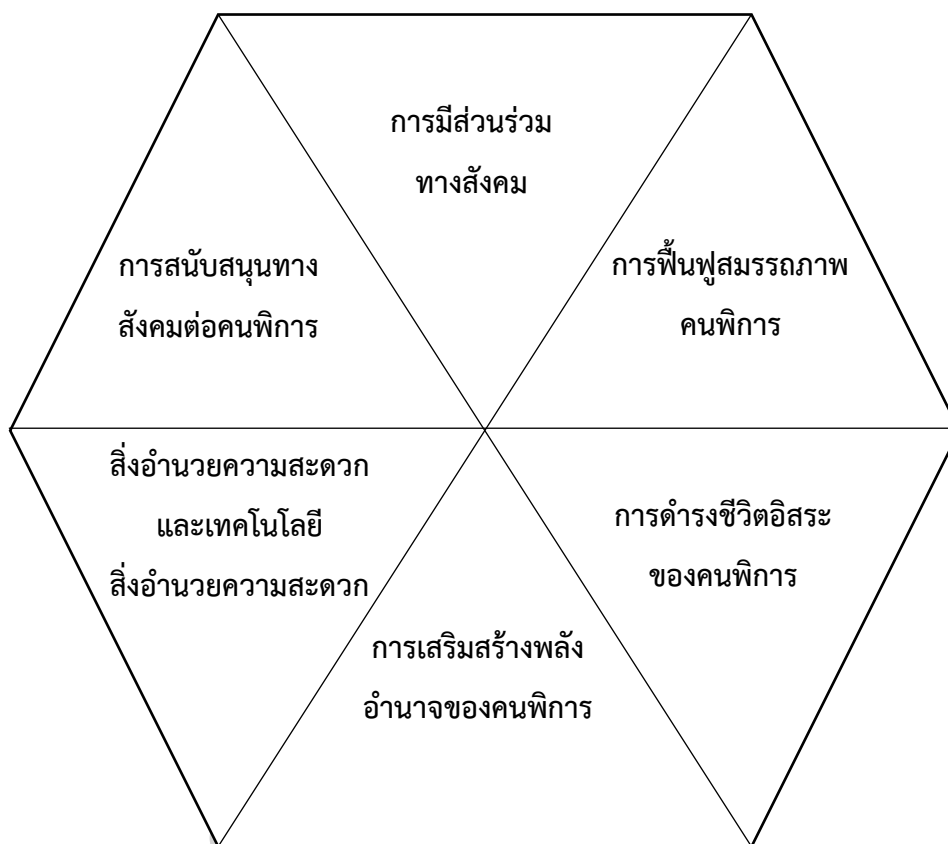 การมีส่วนร่วม
ทางสังคม
การสนับสนุนทาง
สังคมต่อคนพิการ
การฟื้นฟูสมรรถภาพ
คนพิการ
สิ่งอำนวยความสะดวก
และเทคโนโลยี
สิ่งอำนวยความสะดวก
การดำรงชีวิตอิสระ
ของคนพิการ
การเสริมสร้างพลัง
อำนาจของคนพิการ